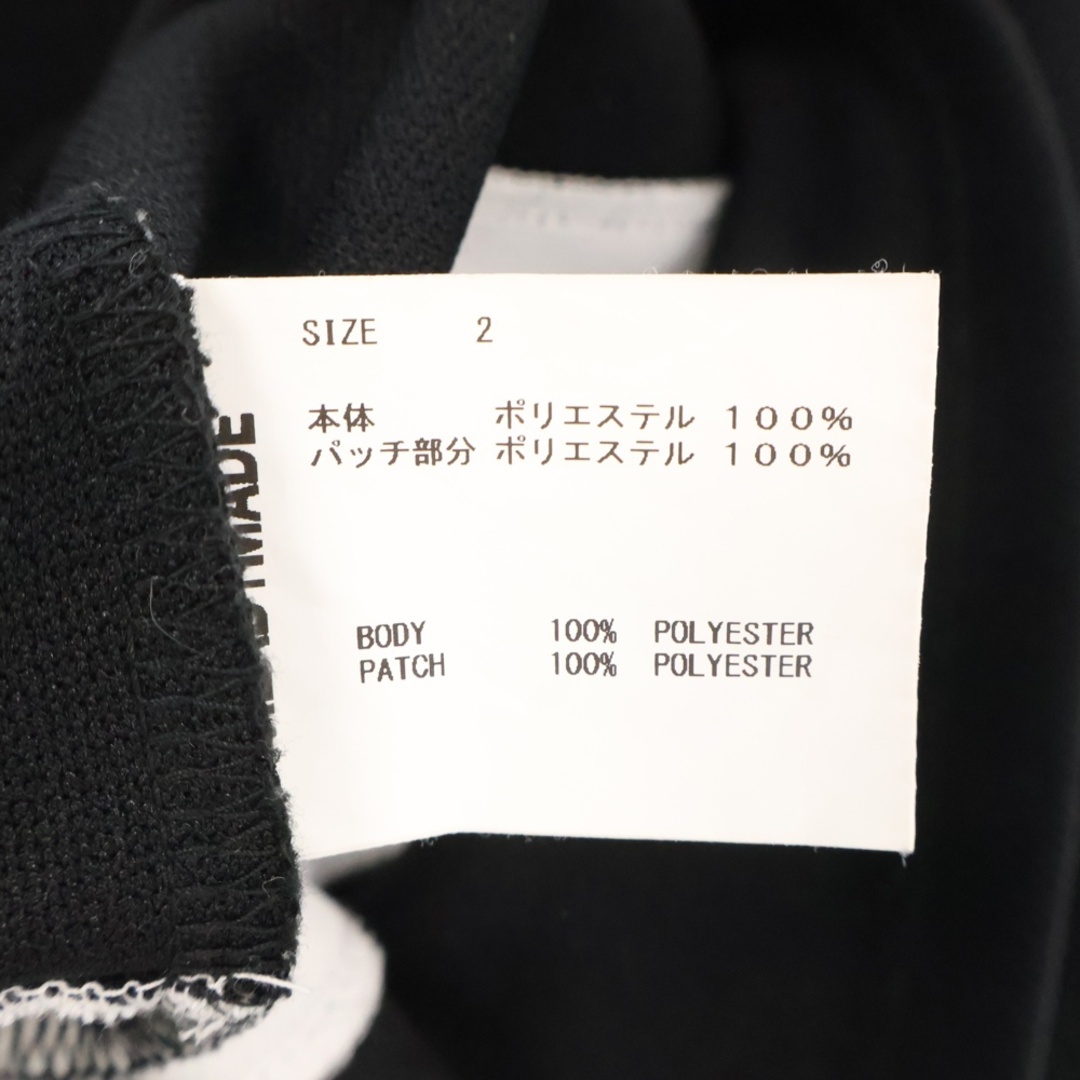 SIZE 2
本体 ポリエステル 100%
パッチ部分 ポリエステル 100%
BODY 100% POLYESTER
PATCH 100% POLYESTER